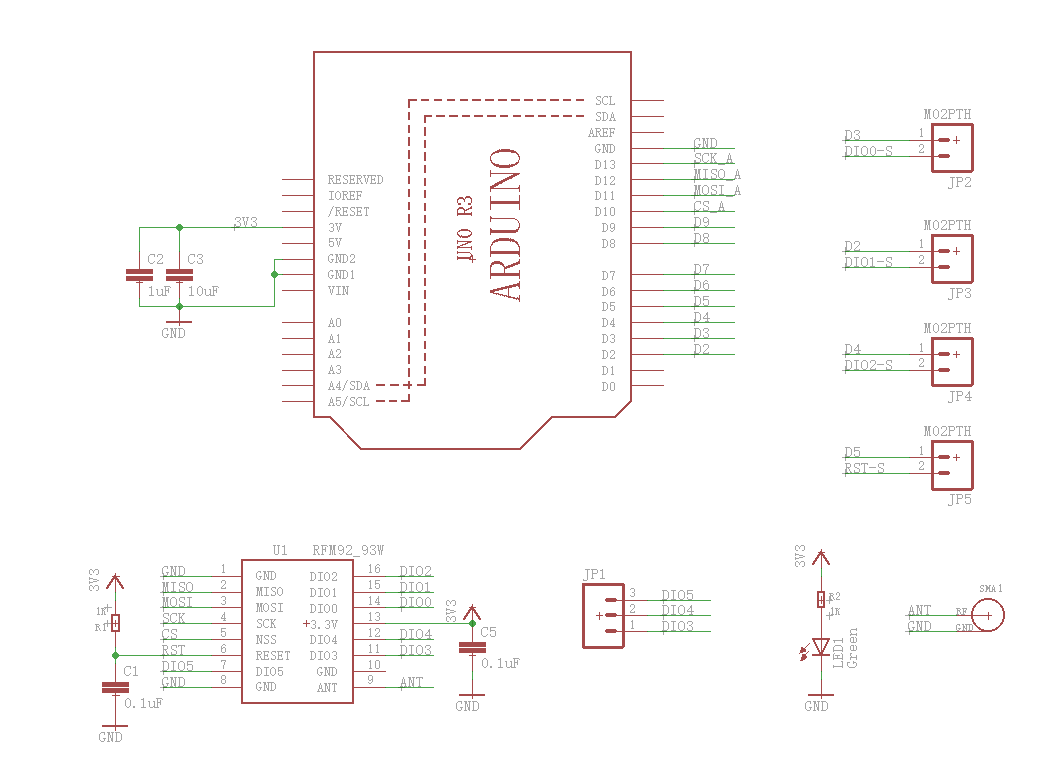 SCL
SDA
AREF
GND
D13
D12
D11
D10
D9
D8
D7
D6
D5
D4
D3
D2
D1
D0
RESERVED
IOREF
/RESET
3V
5V
GND2
GND1
VIN
A0
A1
A2
A3
A4/SDA
A5/SCL
UNO R3
ARDUINO
GND
SCK_A
MISO_A
MOSI_A
CS_A
D9
D8
D7
D6
D5
D4
D3
D2
3V3
C2
1uF
C3
10uF
GND
M02PTH
D3 1
DIO0-S 2
JP2
M02PTH
D2 1
DIO1-S 2
JP3
M02PTH
D4 1
DIO2-S 2
JP4
M02PTH
D5 1
RST-S 2
JP5
U1 RFM92_93W
GND 1 GND DIO2 16 DIO2
MISO 2 MISO DIO1 15 DIO1
MOSI 3 MOSI DIO0 14 DIO0
SCK 4 SCK 3.3V 13
CS 5 NSS DIO4 12 DIO4
RST 6 RESET DIO3 11 DIO3
DIO5 7 DIO5 GND 10
GND 8 GND ANT 9 ANT
3V3
1K
R1
C1
0.1uF
GND
3V3
C5
0.1uF
GND
JP1
3 DIO5
2 DIO4
1 DIO3
3V3
R2
1K
LED1
Green
GND
SMA1
ANT RF
GND GND